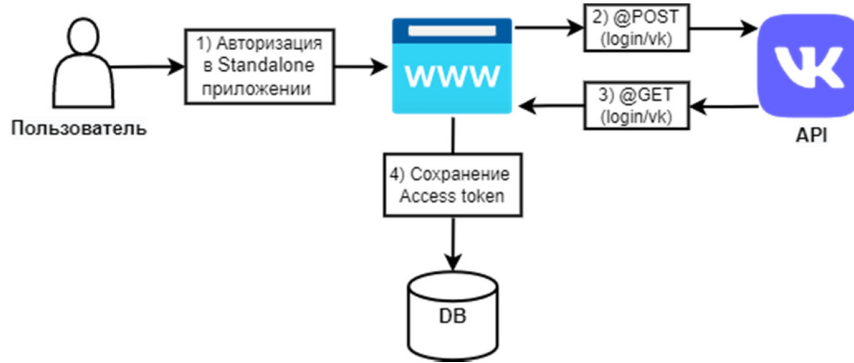 1) Авторизация
в Standalone
приложении
Пользователь
www
2) @POST
(login/vk)
3) @GET
(login/vk)
VK
API
4) Сохранение
Access token
DB